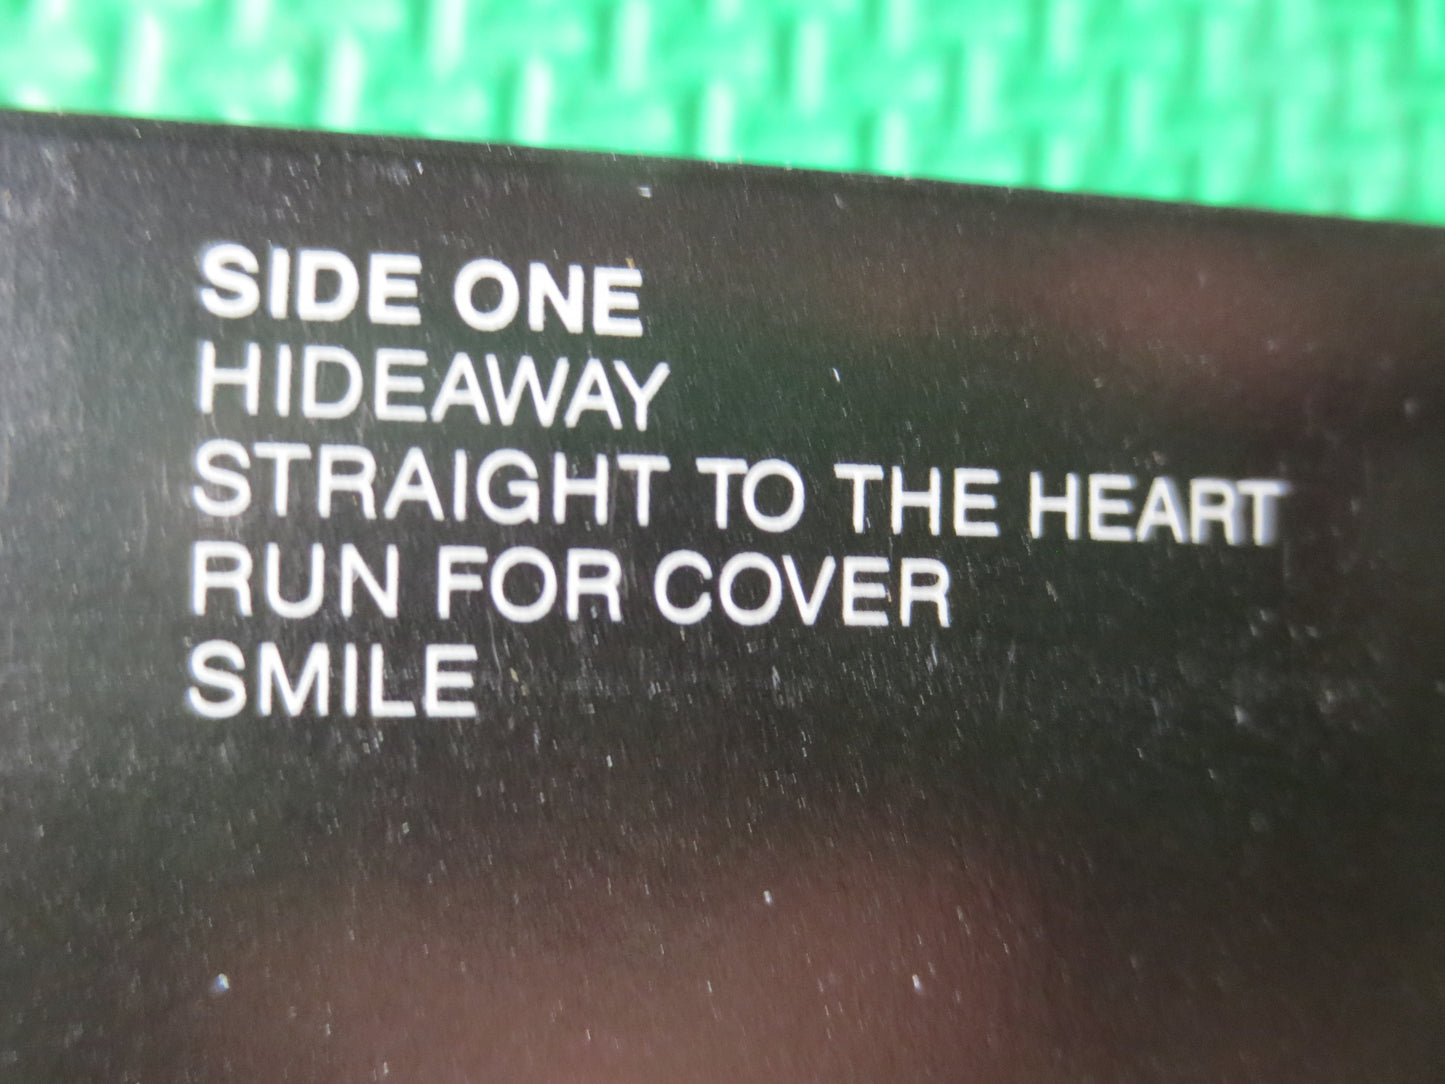 SIDE ONE
HIDEAWAY
STRAIGHT TO THE HEART
RUN FOR COVER
SMILE